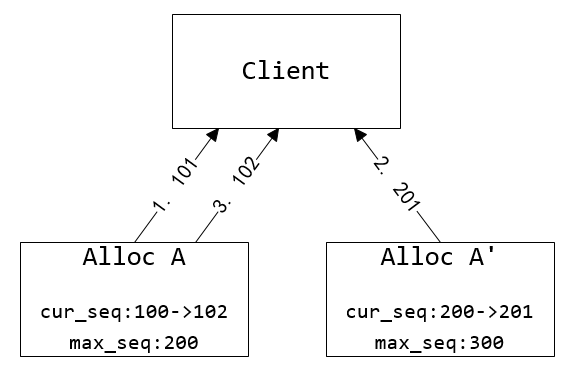 Client
1. 101
3. 102
2. 201
Alloc A
cur_seq:100->102
max_seq:200
Alloc A'
cur_seq:200->201
max_seq:300